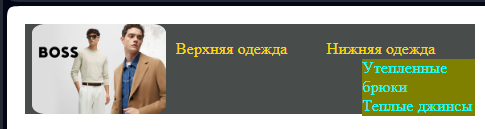 BOSS
Верхняя одежда Нижняя одежда
Утепленные
брюки
Теплые джинсы